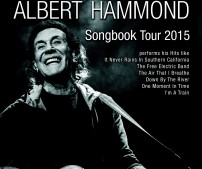 ALBERT HAMMOND
Songbook Tour 2015
performs his Hits like
It Never Rains In Southern California
The Free Electric Band
The Air That I Breathe
Down By The River
One Moment In Time
I'm A Train